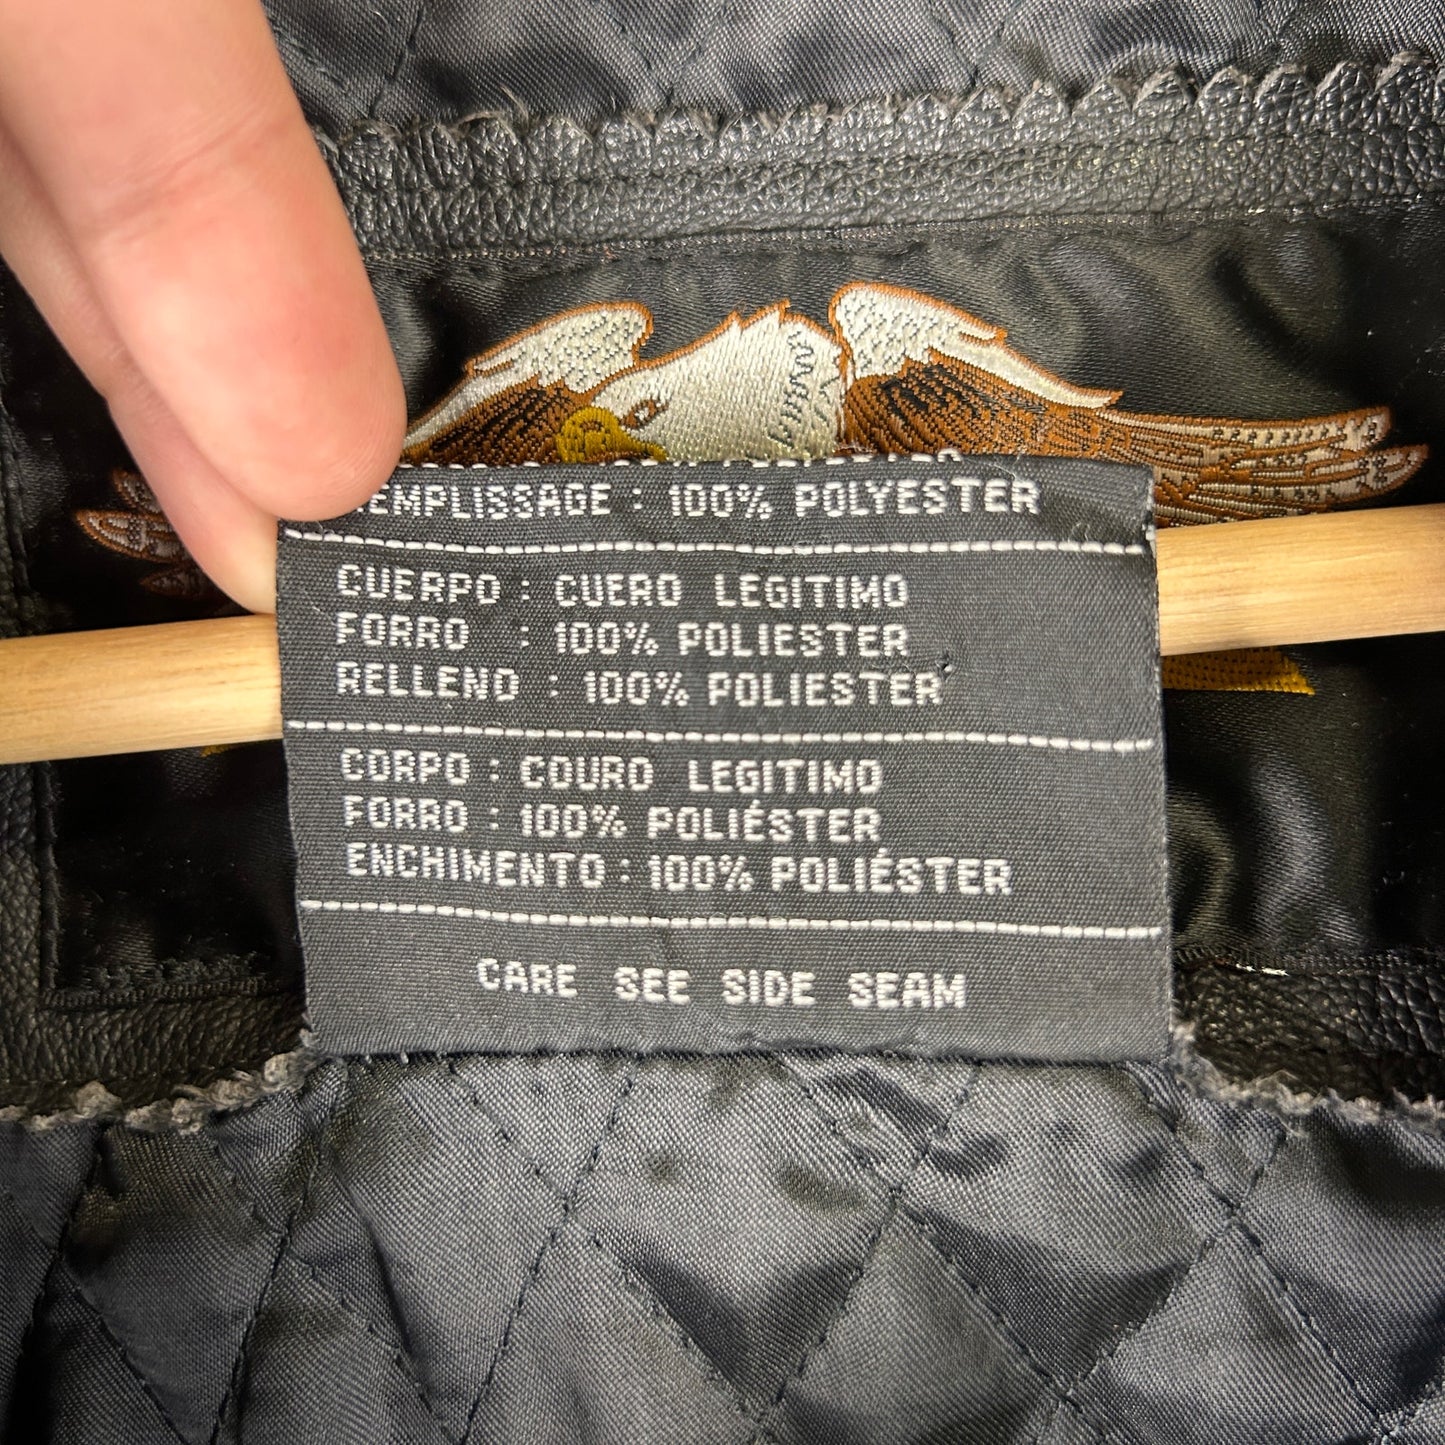 REMPLISSAGE : 100% POLYESTER
CUERPO : CUERO LEGITIMO
FORRO : 100% POLIESTER
RELLENO : 100% POLIESTER
CORPO : COURO LEGITIMO
FORRO : 100% POLIÉSTER
ENCHIMENTO : 100% POLIÉSTER
CARE SEE SIDE SEAM